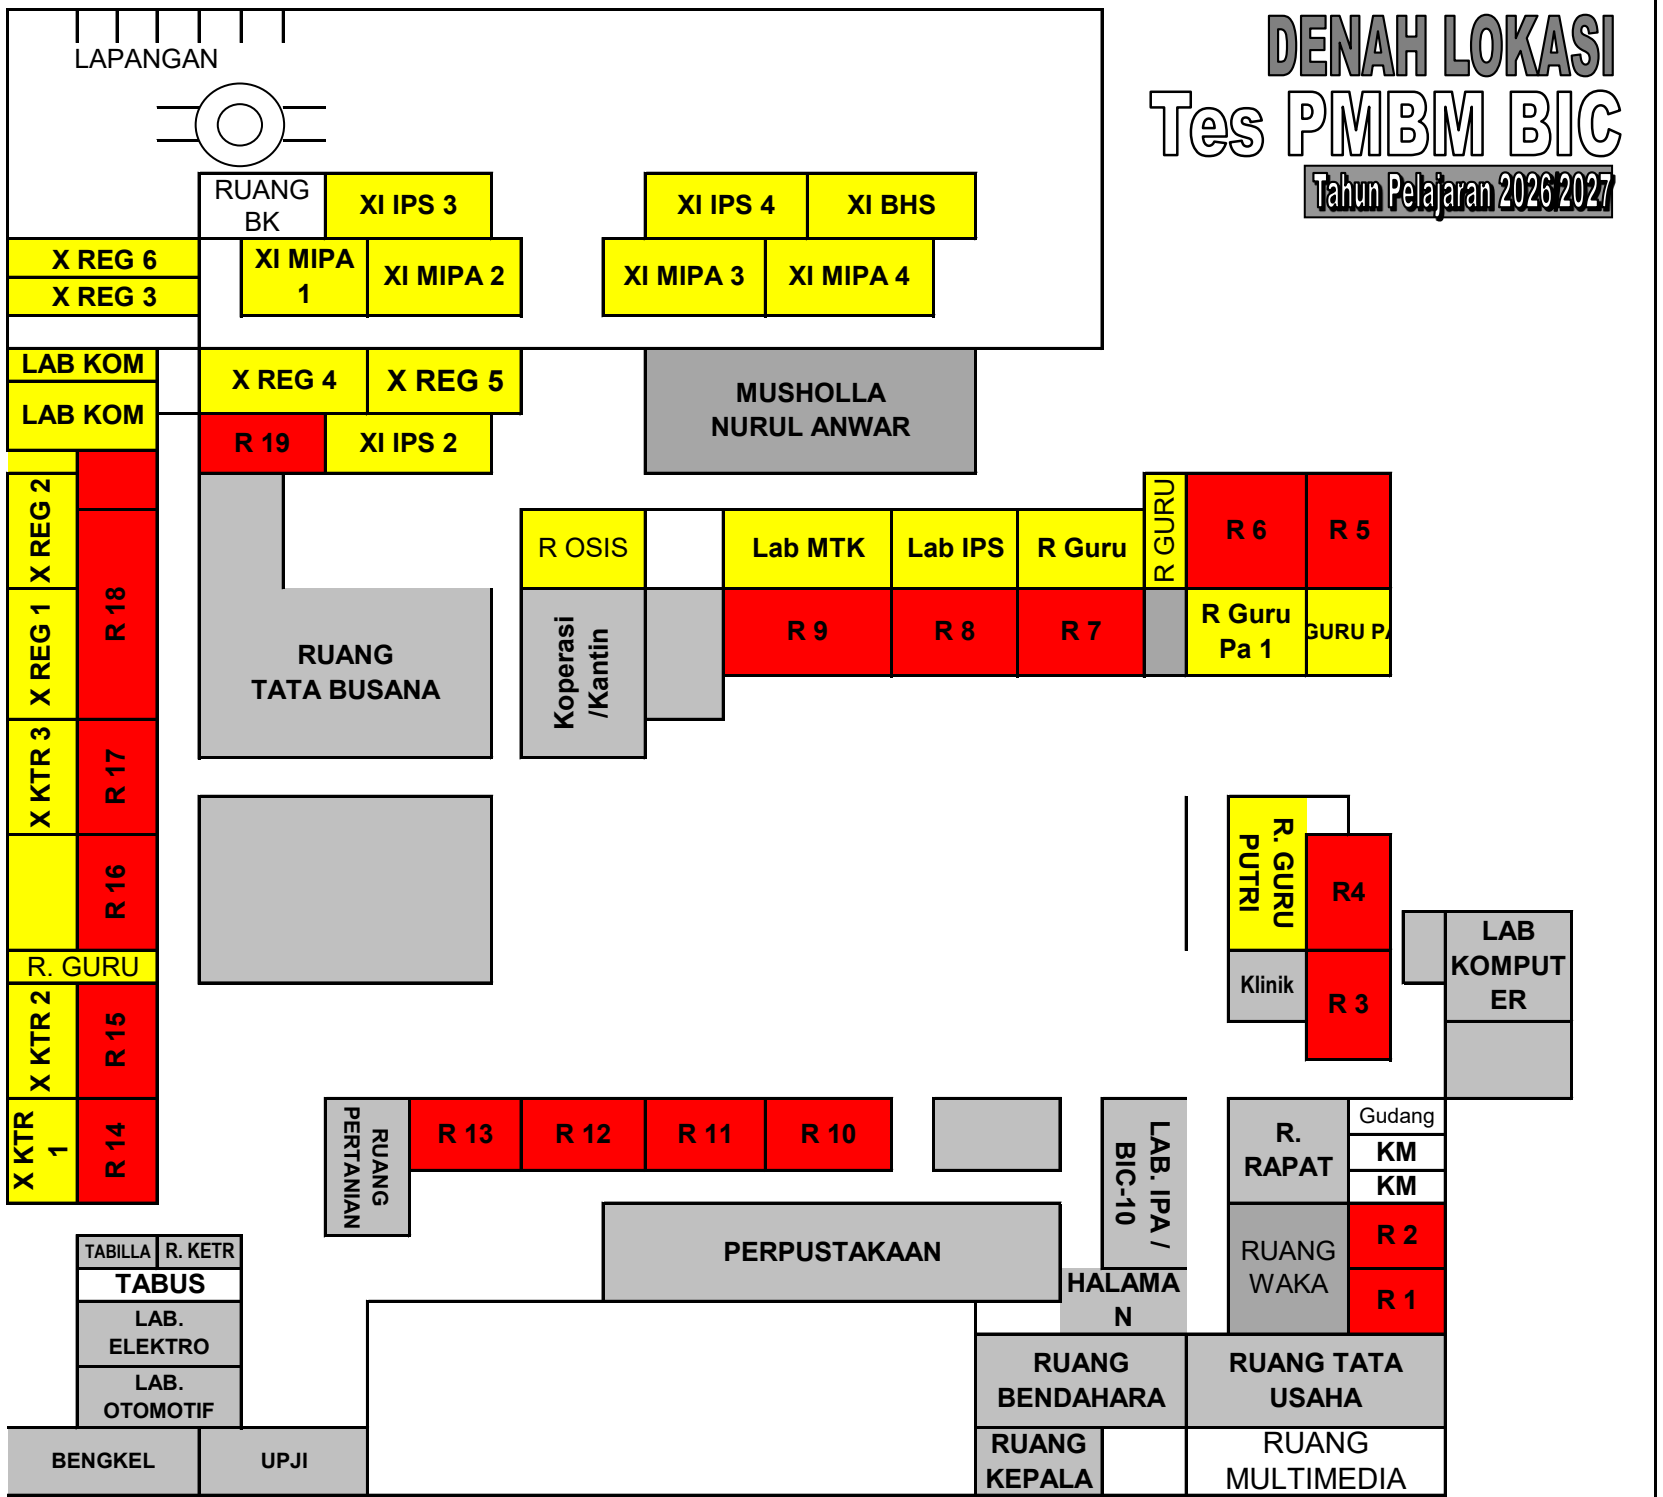 DENAH LOKASI
Tes PMBM BIC
Tahun Pelajaran 2026/2027
LAPANGAN
RUANG
BK
XI IPS 3
XI IPS 4
XI BHS
X REG 6
X REG 3
XI MIPA
1
XI MIPA 2
XI MIPA 3
XI MIPA 4
LAB KOM
LAB KOM
X REG 4
X REG 5
MUSHOLLA
NURUL ANWAR
R 19
XI IPS 2
X REG 2
X REG 1
R 18
X KTR 3
R 17
R 16
R. GURU
X KTR 2
R 15
X KTR
1
R 14
RUANG
TATA BUSANA
R OSIS
Koperasi
/Kantin
Lab MTK
Lab IPS
R Guru
R GURU
R 6
R 5
R 9
R 8
R 7
R Guru
Pa 1
GURU PA
R. GURU
PUTRI
R4
Klinik
R 3
LAB
KOMPUT
ER
RUANG
PERTANIAN
R 13
R 12
R 11
R 10
LAB. IPA /
BIC-10
R.
RAPAT
Gudang
KM
KM
PERPUSTAKAAN
RUANG
WAKA
R 2
R 1
HALAMA
N
TABILLA
R. KETR
TABUS
LAB.
ELEKTRO
LAB.
OTOMOTIF
BENGKEL
UPJI
RUANG
BENDAHARA
RUANG TATA
USAHA
RUANG
KEPALA
RUANG
MULTIMEDIA